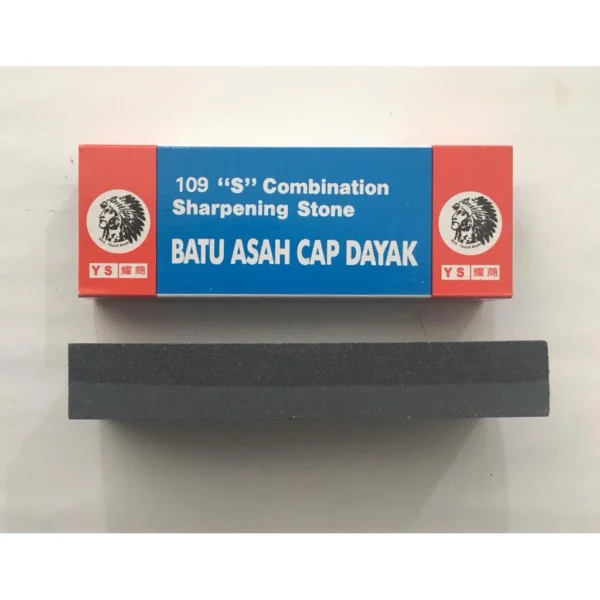 109 "S" Combination
Sharpening Stone
BATU ASAH CAP DAYAK
YS 耀商
YS 耀商